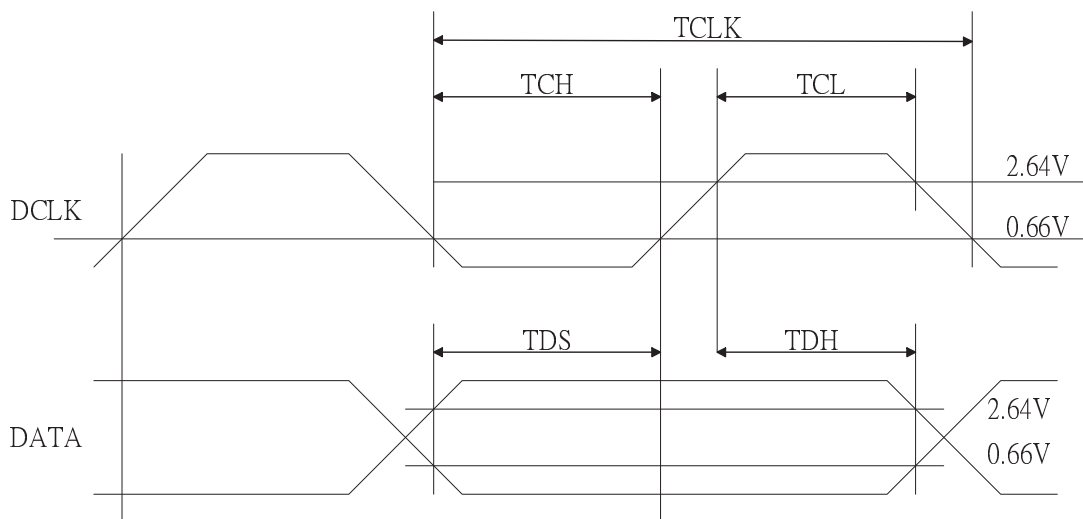 TCLK
TCH
TCL
2.64V
DCLK
0.66V
TDS
TDH
2.64V
DATA
0.66V